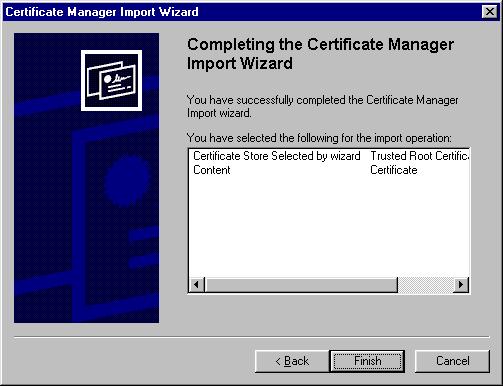 Certificate Manager Import Wizard
Completing the Certificate Manager
Import Wizard
You have successfully completed the Certificate Manager
Import wizard.
You have selected the following for the import operation:
Certificate Store Selected by wizard Trusted Root Certific
Content Certificate
< Back Finish Cancel